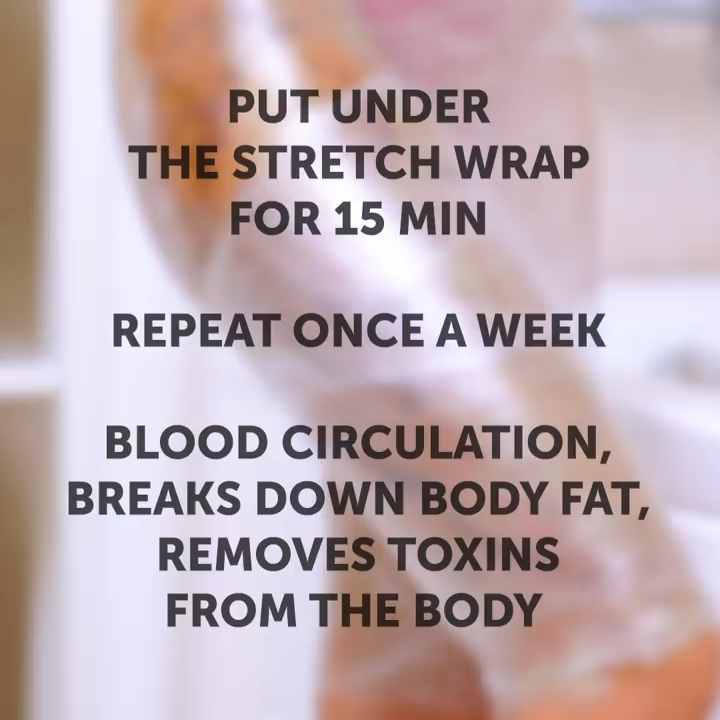 PUT UNDER
THE STRETCH WRAP
FOR 15 MIN
REPEAT ONCE A WEEK
BLOOD CIRCULATION,
BREAKS DOWN BODY FAT,
REMOVES TOXINS
FROM THE BODY